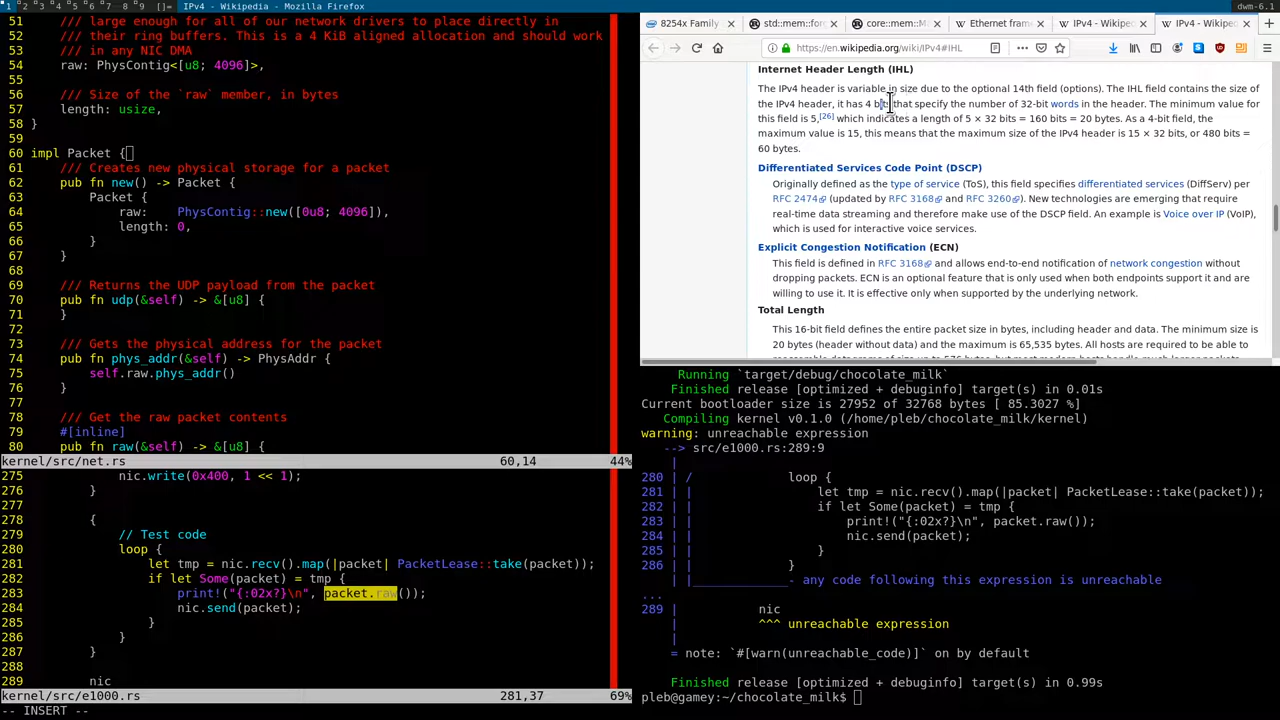 1 2 3 4 5 6 7 8 9 []= IPv4 - Wikipedia - Mozilla Firefox dwm-6.1
51 /// large enough for all of our network drivers to place directly in
52 /// their ring buffers. This is a 4 KiB aligned allocation and should work
53 /// in any NIC DMA
54 raw: PhysContig<[u8; 4096]>,
55
56 /// Size of the `raw` member, in bytes
57 length: usize,
58 }
59
60 impl Packet {
61 /// Creates new physical storage for a packet
62 pub fn new() -> Packet {
63 Packet {
64 raw: PhysContig::new([0u8; 4096]),
65 length: 0,
66 }
67 }
68
69 /// Returns the UDP payload from the packet
70 pub fn udp(&self) -> &[u8] {
71 }
72
73 /// Gets the physical address for the packet
74 pub fn phys_addr(&self) -> PhysAddr {
75 self.raw.phys_addr()
76 }
77
78 /// Get the raw packet contents
79 #[inline]
80 pub fn raw(&self) -> &[u8] {
kernel/src/net.rs 60,14 44%
275 nic.write(0x400, 1 << 1);
276 }
277
278 {
279 // Test code
280 loop {
281 let tmp = nic.recv().map(|packet| PacketLease::take(packet));
282 if let Some(packet) = tmp {
283 print!("{:02x?}\n", packet.raw());
284 nic.send(packet);
285 }
286 }
287 }
288
289 nic
kernel/src/e1000.rs 281,37 69%
-- INSERT --
8254x Family std::mem::for core::mem::M Ethernet fram IPv4 - Wikiped IPv4 - Wikiped
https://en.wikipedia.org/wiki/IPv4#IHL
Internet Header Length (IHL)
The IPv4 header is variable in size due to the optional 14th field (options). The IHL field contains the size of
the IPv4 header, it has 4 bits that specify the number of 32-bit words in the header. The minimum value for
this field is 5,[26] which indicates a length of 5 × 32 bits = 160 bits = 20 bytes. As a 4-bit field, the
maximum value is 15, this means that the maximum size of the IPv4 header is 15 × 32 bits, or 480 bits =
60 bytes.
Differentiated Services Code Point (DSCP)
Originally defined as the type of service (ToS), this field specifies differentiated services (DiffServ) per
RFC 2474 (updated by RFC 3168 and RFC 3260). New technologies are emerging that require
real-time data streaming and therefore make use of the DSCP field. An example is Voice over IP (VoIP),
which is used for interactive voice services.
Explicit Congestion Notification (ECN)
This field is defined in RFC 3168 and allows end-to-end notification of network congestion without
dropping packets. ECN is an optional feature that is only used when both endpoints support it and are
willing to use it. It is effective only when supported by the underlying network.
Total Length
This 16-bit field defines the entire packet size in bytes, including header and data. The minimum size is
20 bytes (header without data) and the maximum is 65,535 bytes. All hosts are required to be able to
Running `target/debug/chocolate_milk`
Finished release [optimized + debuginfo] target(s) in 0.01s
Current bootloader size is 27952 of 32768 bytes [ 85.3027 %]
Compiling kernel v0.1.0 (/home/pleb/chocolate_milk/kernel)
warning: unreachable expression
--> src/e1000.rs:289:9
|
280 | / loop {
281 | | let tmp = nic.recv().map(|packet| PacketLease::take(packet));
282 | | if let Some(packet) = tmp {
283 | | print!("{:02x?}\n", packet.raw());
284 | | nic.send(packet);
285 | | }
286 | | }
| |_____________- any code following this expression is unreachable
...
289 | nic
| ^^^ unreachable expression
|
= note: `#[warn(unreachable_code)]` on by default
Finished release [optimized + debuginfo] target(s) in 0.99s
pleb@gamey:~/chocolate_milk$